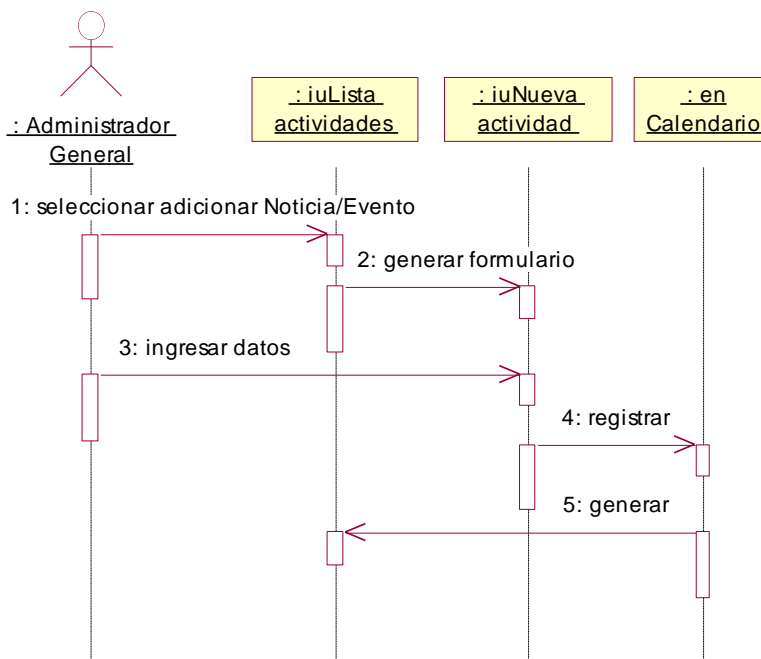 : Administrador
General
: iuLista
actividades
: iuNueva
actividad
: en
Calendario
1: seleccionar adicionar Noticia/Evento
2: generar formulario
3: ingresar datos
4: registrar
5: generar